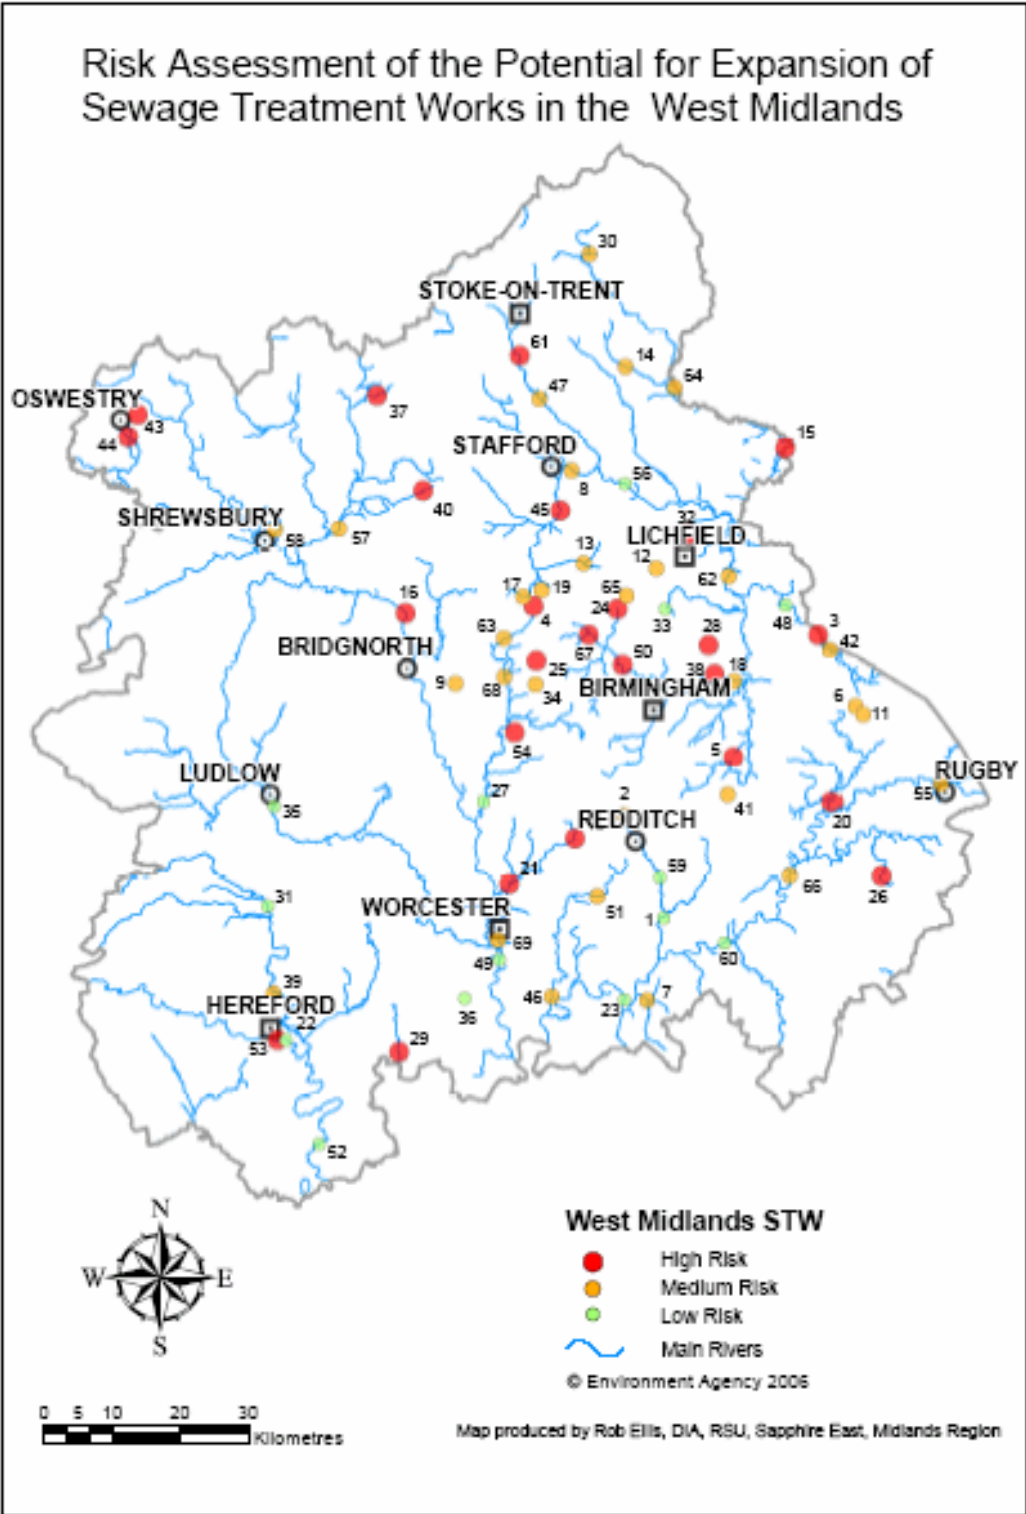 Risk Assessment of the Potential for Expansion of
Sewage Treatment Works in the West Midlands
30
STOKE-ON-TRENT
61
14
64
47
37
OSWESTRY
43
44
15
STAFFORD
8
56
40
45
32
SHREWSBURY
58
57
LICHFIELD
13
12
62
17
19
65
16
4
24
33
48
3
63
67
28
42
BRIDGNORTH
25
50
38
18
9
68
34
BIRMINGHAM
6
11
54
5
LUDLOW
RUGBY
35
27
2
41
55
20
REDDITCH
21
59
66
26
31
51
WORCESTER
1
69
60
49
39
36
46
23
7
HEREFORD
22
53
29
52
N
W
E
S
West Midlands STW
High Risk
Medium Risk
Low Risk
Main Rivers
© Environment Agency 2006
0 5 10 20 30
Kilometres
Map produced by Rob Ellis, DIA, RSU, Sapphire East, Midlands Region